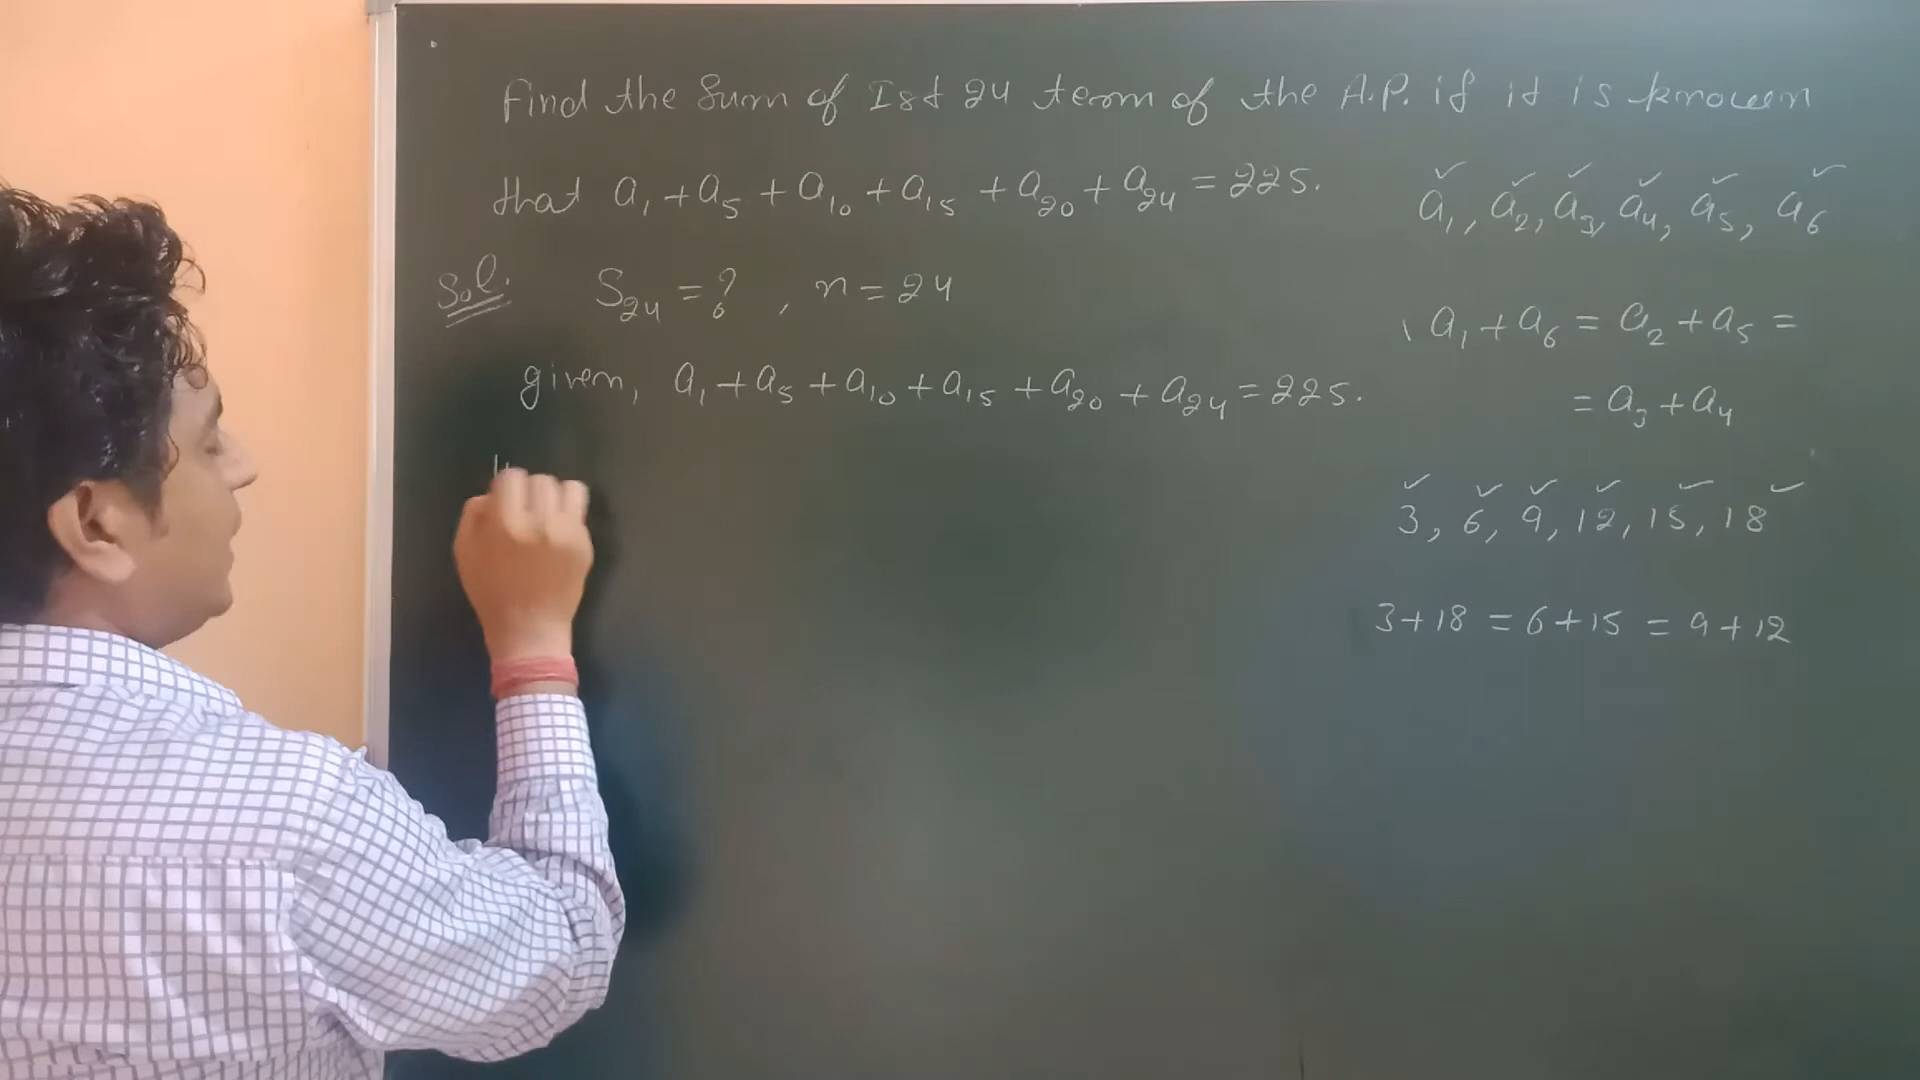 Find the Sum of Ist 24 term of the A.P. if it is known
that a₁ + a₅ + a₁₀ + a₁₅ + a₂₀ + a₂₄ = 225.
Sol. S₂₄ = ? , n = 24
given, a₁ + a₅ + a₁₀ + a₁₅ + a₂₀ + a₂₄ = 225.
✓ ✓ ✓ ✓ ✓ ✓
a₁, a₂, a₃, a₄, a₅, a₆
a₁ + a₆ = a₂ + a₅ =
= a₃ + a₄
✓ ✓ ✓ ✓ ✓ ✓
3, 6, 9, 12, 15, 18
3+18 = 6+15 = 9+12